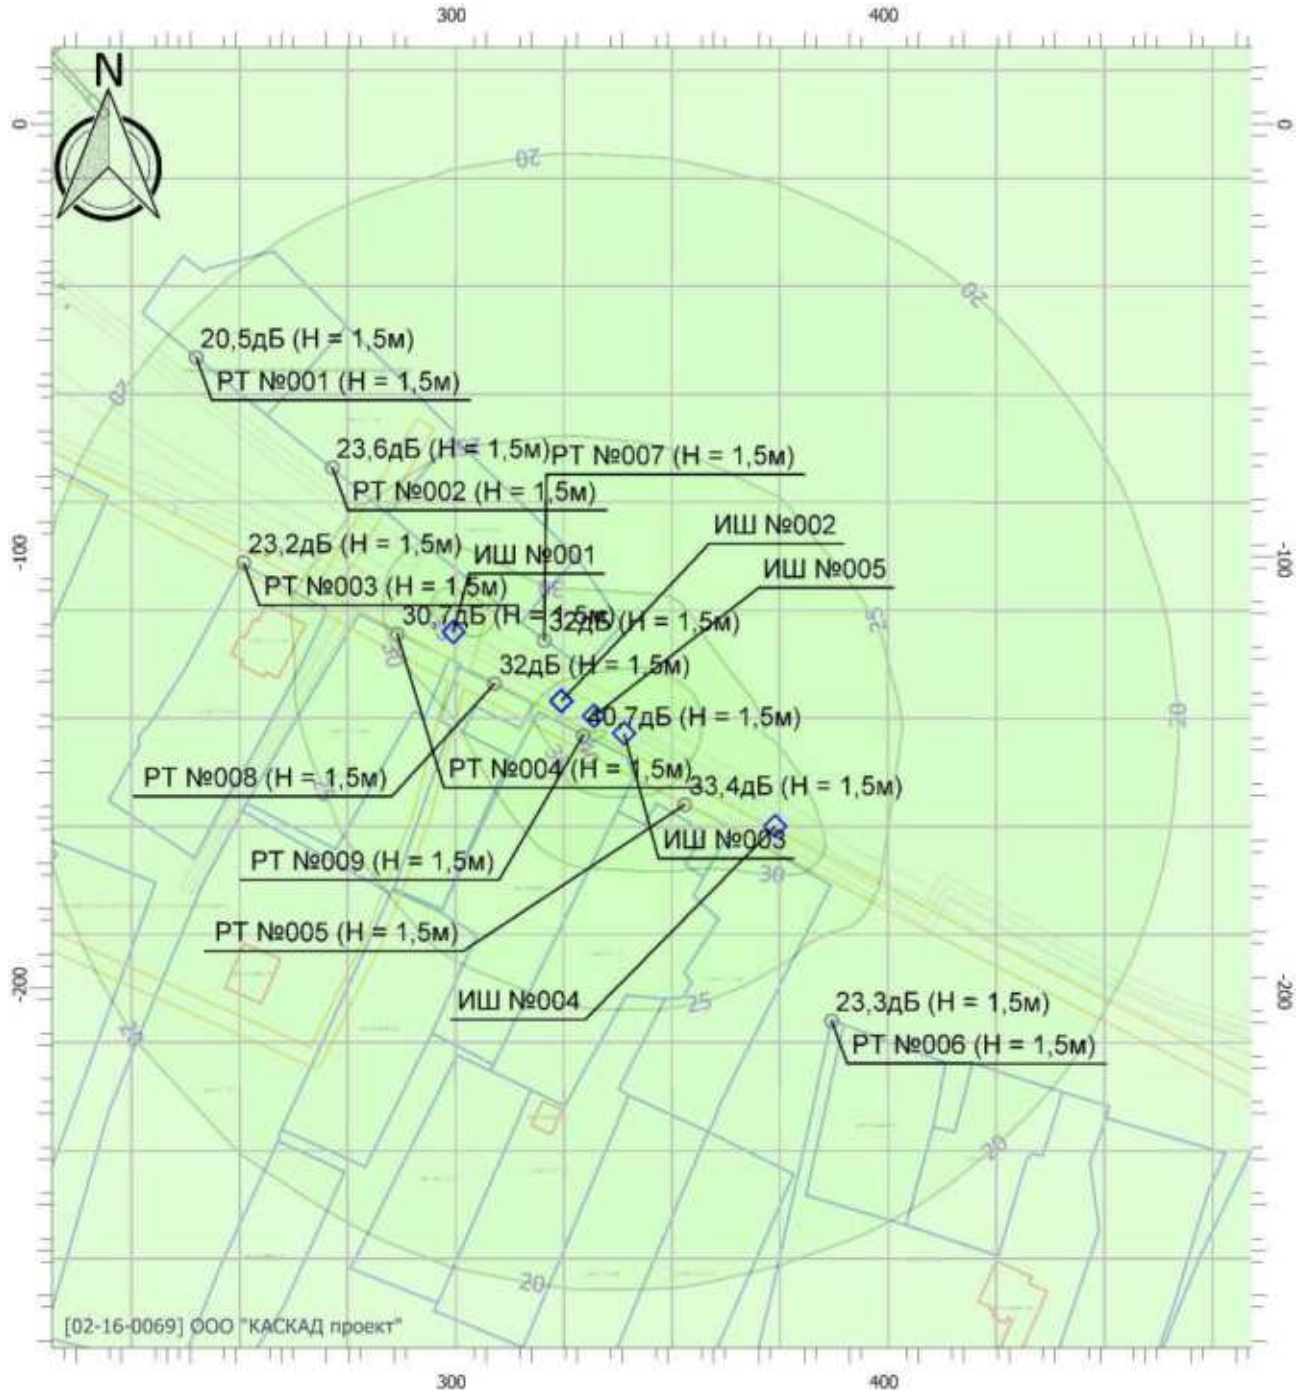 300 400
N
0 0
20
20
20,5дБ (Н = 1,5м)
РТ №001 (Н = 1,5м)
20
23,6дБ (Н = 1,5м)
25
РТ №007 (Н = 1,5м)
РТ №002 (Н = 1,5м)
ИШ №002
-100 -100
23,2дБ (Н = 1,5м)
ИШ №001
ИШ №005
РТ №003 (Н = 1,5м)
30
30,7дБ (Н = 1,5м)
32дБ (Н = 1,5м)
25
30
32дБ (Н = 1,5м)
20
40,7дБ (Н = 1,5м)
РТ №008 (Н = 1,5м)
РТ №004 (Н = 1,5м)
33,4дБ (Н = 1,5м)
25
ИШ №003
РТ №009 (Н = 1,5м)
30
РТ №005 (Н = 1,5м)
-200 -200
ИШ №004
25
23,3дБ (Н = 1,5м)
20
РТ №006 (Н = 1,5м)
20
20
[02-16-0069] ООО "КАСКАД проект"
300 400